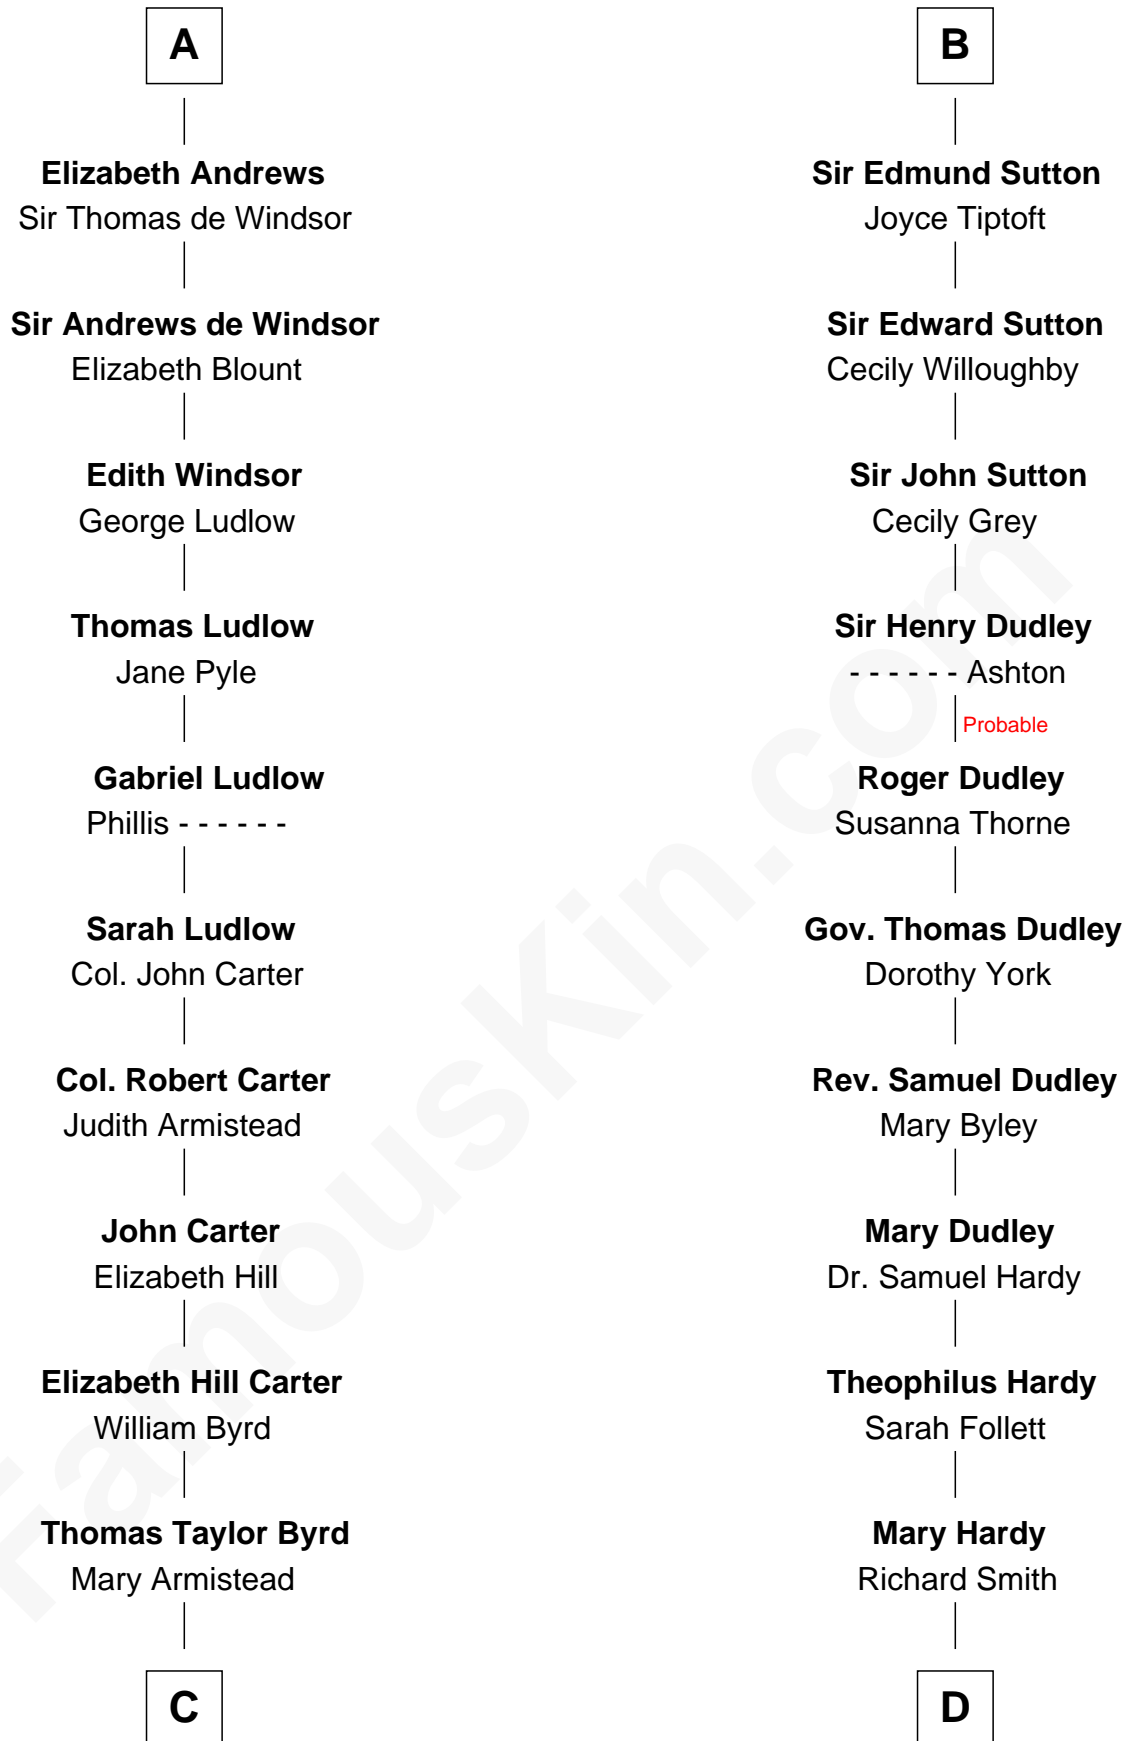 A
Elizabeth Andrews
Sir Thomas de Windsor
Sir Andrews de Windsor
Elizabeth Blount
Edith Windsor
George Ludlow
Thomas Ludlow
Jane Pyle
Gabriel Ludlow
Phillis - - - - - -
Sarah Ludlow
Col. John Carter
Col. Robert Carter
Judith Armistead
John Carter
Elizabeth Hill
Elizabeth Hill Carter
William Byrd
Thomas Taylor Byrd
Mary Armistead
C
B
Sir Edmund Sutton
Joyce Tiptoft
Sir Edward Sutton
Cecily Willoughby
Sir John Sutton
Cecily Grey
Sir Henry Dudley
- - - - - - Ashton
Probable
Roger Dudley
Susanna Thorne
Gov. Thomas Dudley
Dorothy York
Rev. Samuel Dudley
Mary Byley
Mary Dudley
Dr. Samuel Hardy
Theophilus Hardy
Sarah Follett
Mary Hardy
Richard Smith
D
FamousKin.com